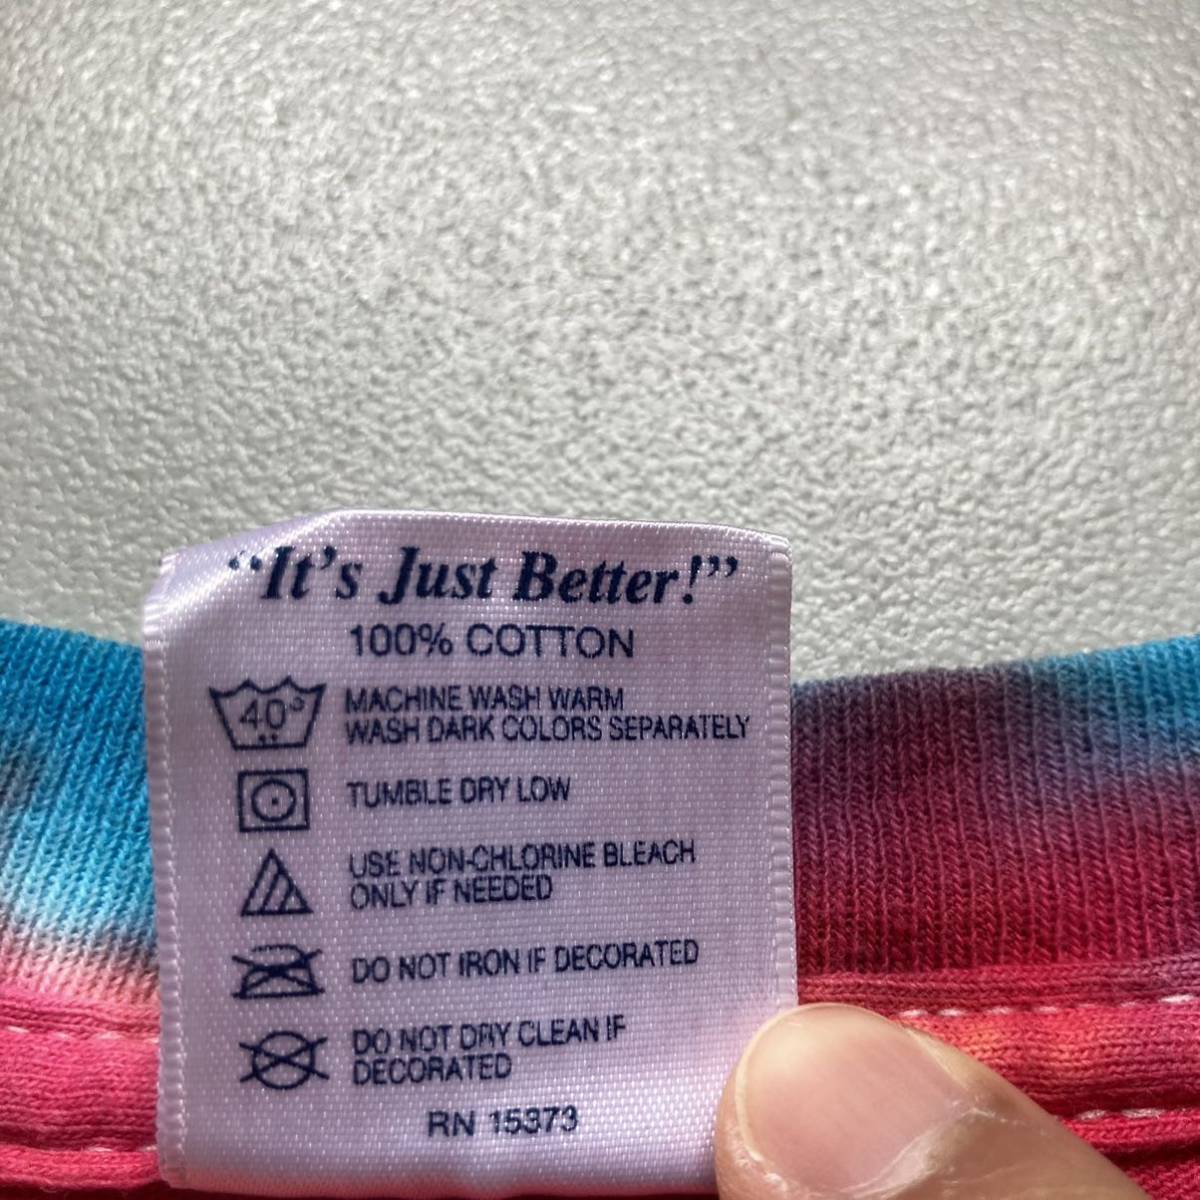 “It's Just Better!”
100% COTTON
40°
MACHINE WASH WARM
WASH DARK COLORS SEPARATELY
TUMBLE DRY LOW
USE NON-CHLORINE BLEACH
ONLY IF NEEDED
DO NOT IRON IF DECORATED
DO NOT DRY CLEAN IF
DECORATED
RN 15373